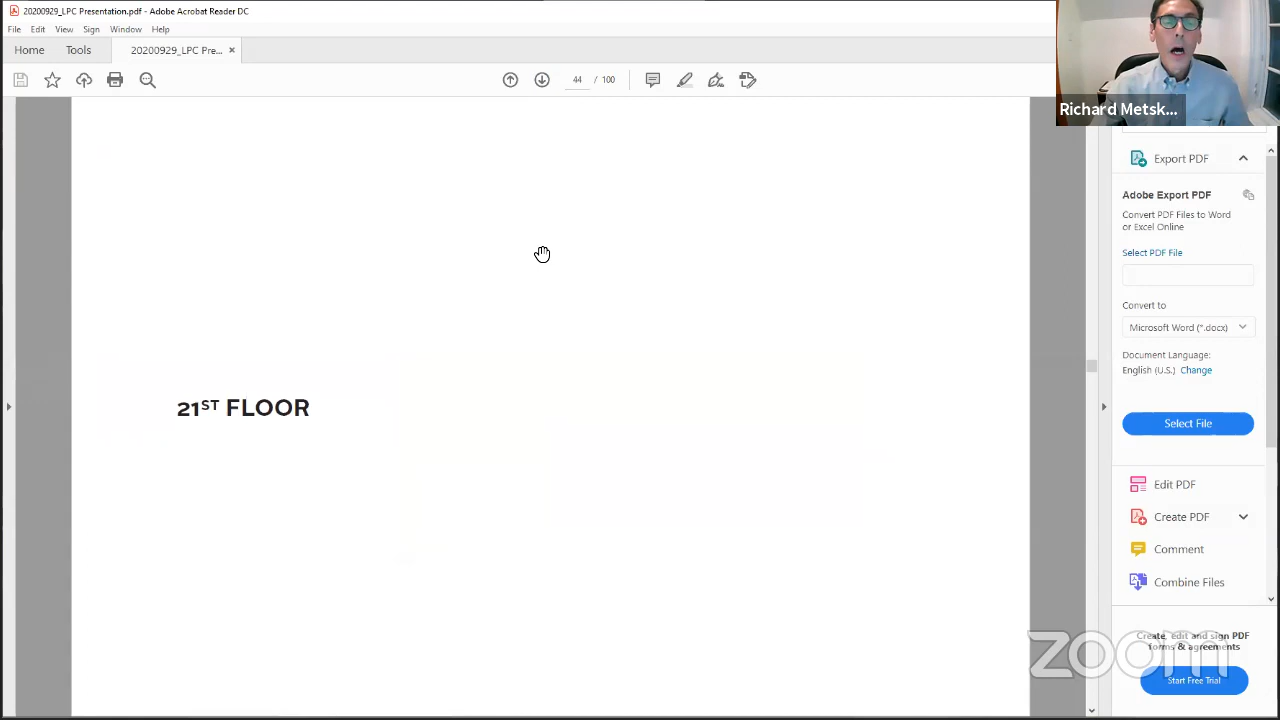 20200929_LPC Presentation.pdf - Adobe Acrobat Reader DC
File Edit View Sign Window Help
Home Tools 20200929_LPC Pre... ×
44 / 100
Richard Metsk...
Export PDF
Adobe Export PDF
Convert PDF Files to Word
or Excel Online
Select PDF File
Convert to
Microsoft Word (*.docx)
Document Language:
English (U.S.) Change
21ST FLOOR
Select File
Edit PDF
Create PDF
Comment
Combine Files
Create, edit and sign PDF
forms & agreements
Start Free Trial
zoom